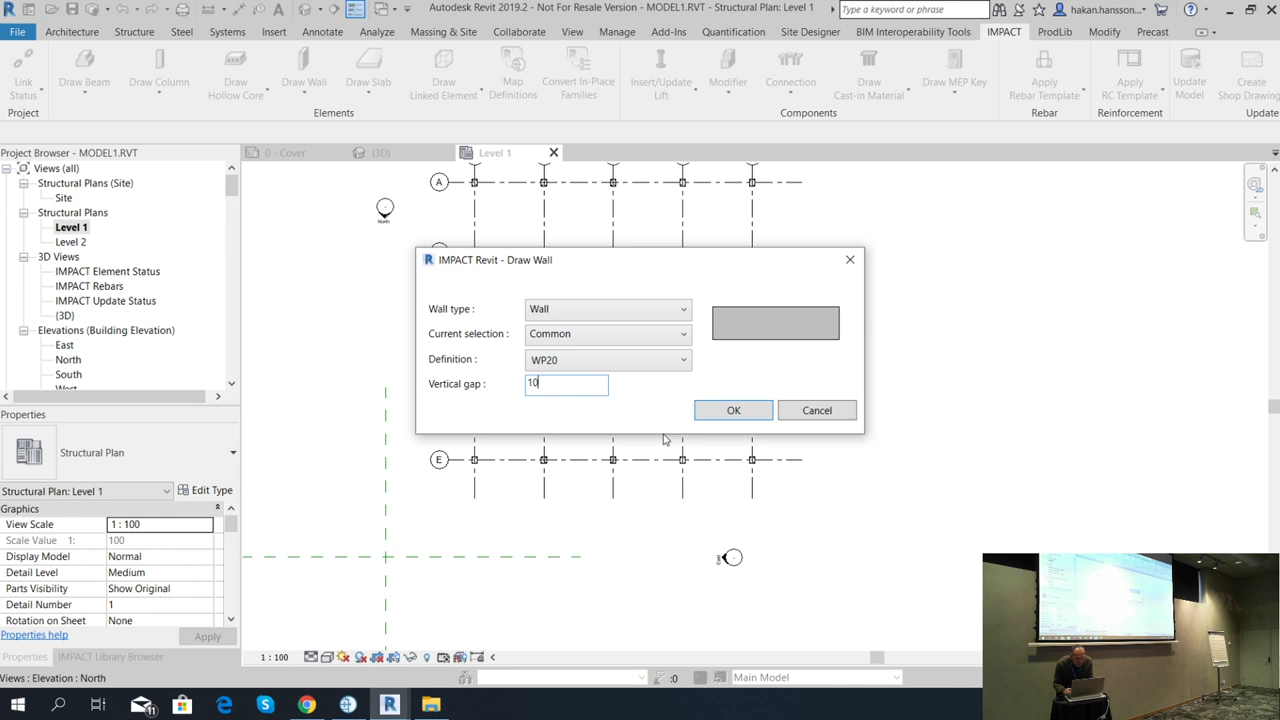 Autodesk Revit 2019.2 - Not For Resale Version - MODEL1.RVT - Structural Plan: Level 1
Type a keyword or phrase
hakan.hansson...
File Architecture Structure Steel Systems Insert Annotate Analyze Massing & Site Collaborate View Manage Add-Ins Quantification Site Designer BIM Interoperability Tools IMPACT ProdLib Modify Precast
Link Status
Draw Beam
Draw Column
Draw Hollow Core
Draw Wall
Draw Slab
Draw Linked Element
Map Definitions
Convert In-Place Families
Insert/Update Lift
Modifier
Connection
Draw Cast-in Material
Draw MEP Key
Apply Rebar Template
Apply RC Template
Update Model
Create Shop Drawing
Project Elements Components Rebar Reinforcement Update
Project Browser - MODEL1.RVT
0 - Cover {3D} Level 1
Views (all)
Structural Plans (Site)
Site
Structural Plans
Level 1
Level 2
3D Views
IMPACT Element Status
IMPACT Rebars
IMPACT Update Status
{3D}
Elevations (Building Elevation)
East
North
South
West
A
North
IMPACT Revit - Draw Wall
Wall type : Wall
Current selection : Common
Definition : WP20
Vertical gap : 10
OK Cancel
E
East
Properties
Structural Plan
Structural Plan: Level 1 Edit Type
Graphics
View Scale 1 : 100
Scale Value 1: 100
Display Model Normal
Detail Level Medium
Parts Visibility Show Original
Detail Number 1
Rotation on Sheet None
Properties help Apply
Properties IMPACT Library Browser
1 : 100
Views : Elevation : North
:0
Main Model
11